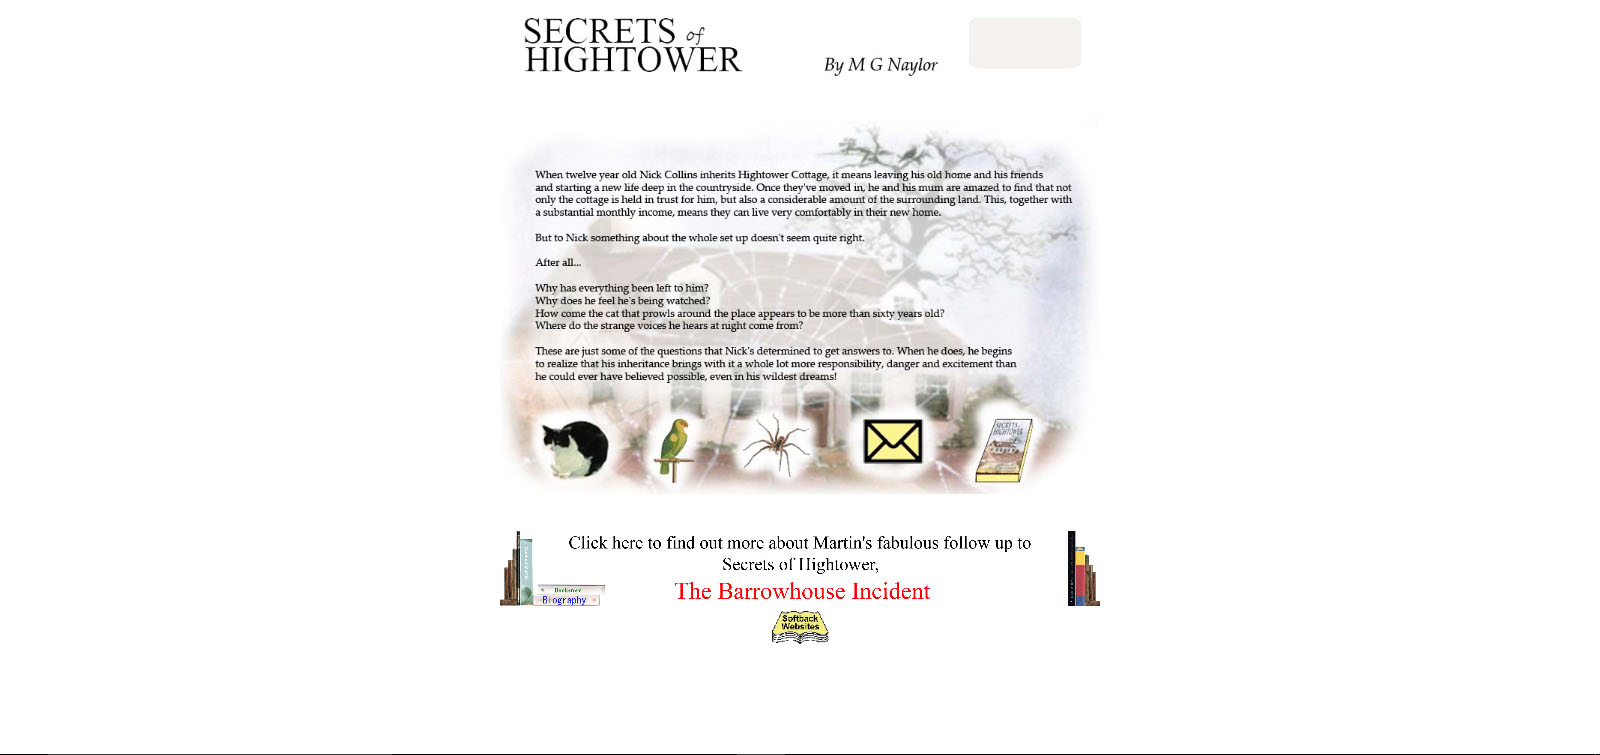 SECRETS of
HIGHTOWER
By M G Naylor
When twelve year old Nick Collins inherits Hightower Cottage, it means leaving his old home and his friends
and starting a new life deep in the countryside. Once they've moved in, he and his mum are amazed to find that not
only the cottage is held in trust for him, but also a considerable amount of the surrounding land. This, together with
a substantial monthly income, means they can live very comfortably in their new home.
But to Nick something about the whole set up doesn't seem quite right.
After all...
Why has everything been left to him?
Why does he feel he's being watched?
How come the cat that prowls around the place appears to be more than sixty years old?
Where do the strange voices he hears at night come from?
These are just some of the questions that Nick's determined to get answers to. When he does, he begins
to realize that his inheritance brings with it a whole lot more responsibility, danger and excitement than
he could ever have believed possible, even in his wildest dreams!
SECRETS of
HIGHTOWER
Click here to find out more about Martin's fabulous follow up to
Secrets of Hightower,
The Barrowhouse Incident
Bookstore
Biography
Softback
Websites